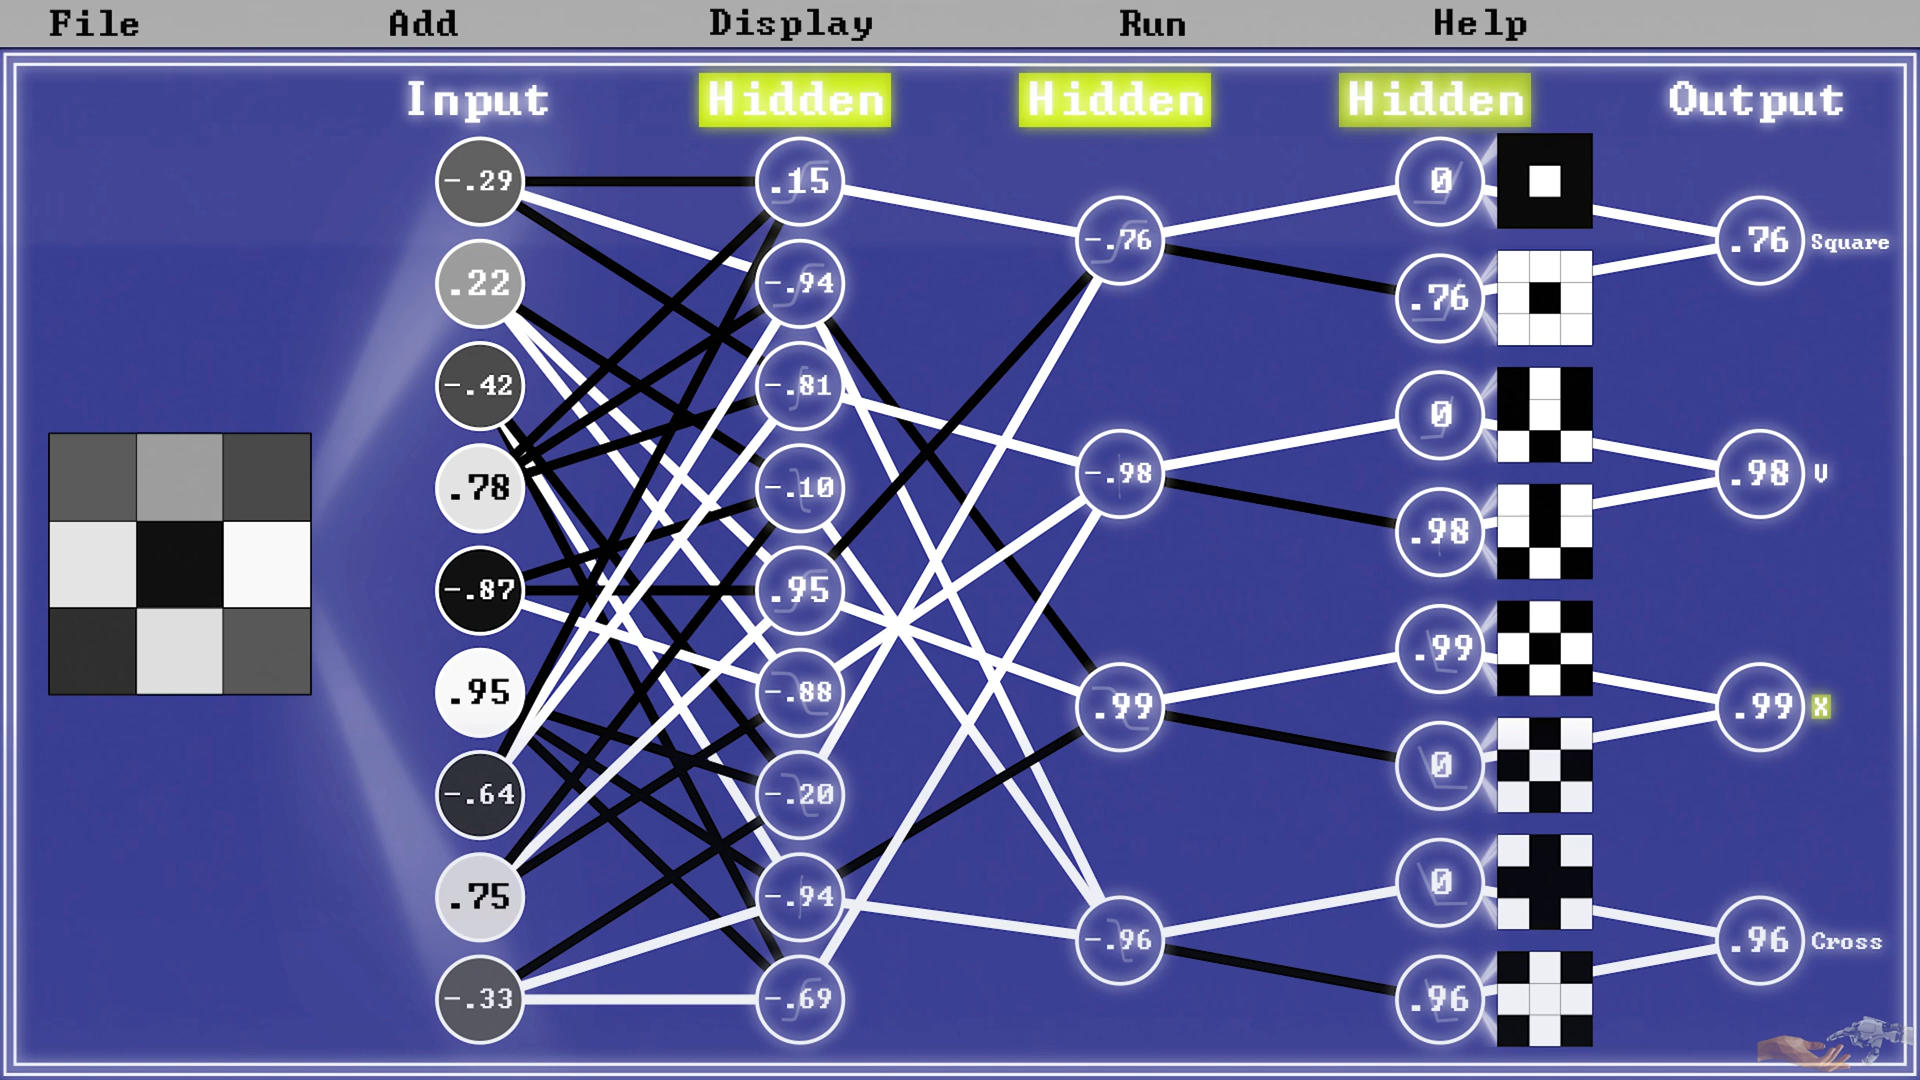 File Add Display Run Help
Input Hidden Hidden Hidden Output
-.29 .15 0
-.76 .76 Square
.22 -.94 .76
-.42 -.81 0
-.98 .98 V
.78 -.10 .98
-.87 .95 .99
.95 -.88 .99 .99 X
-.64 -.20 0
.75 -.94 0
-.96 .96 Cross
-.33 -.69 .96